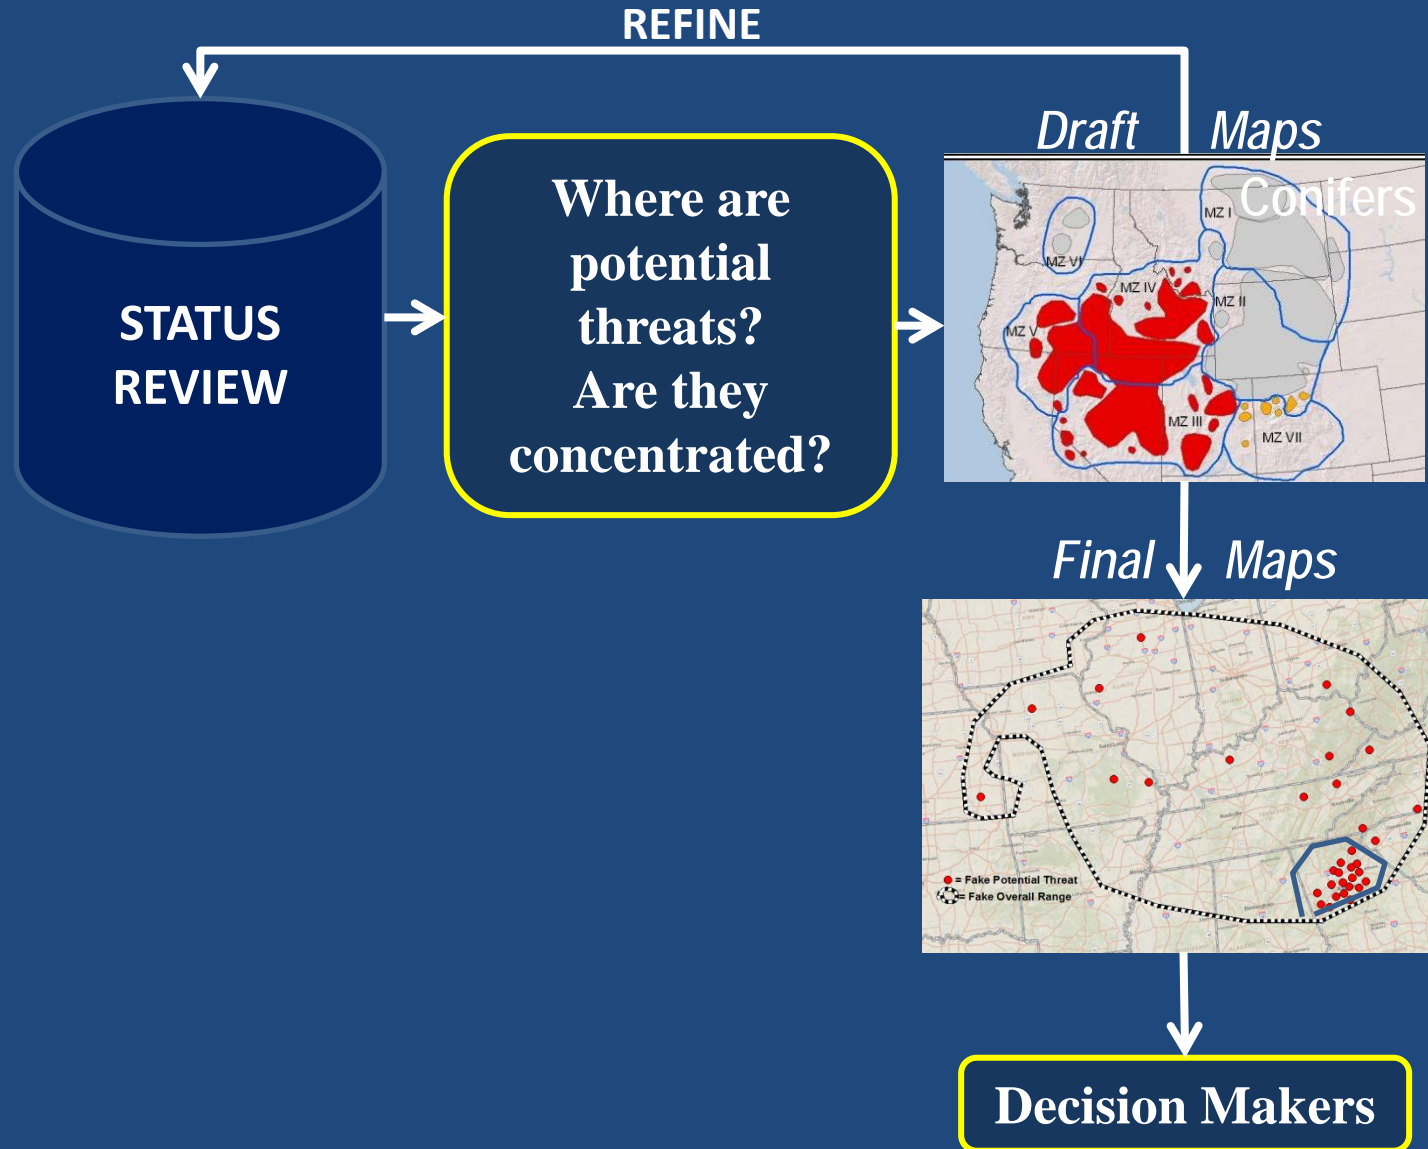 REFINE
STATUS
REVIEW
Where are
potential
threats?
Are they
concentrated?
Draft Maps
Conifers
MZ I
MZ VI
MZ IV
MZ II
MZ V
MZ III
MZ VII
Final Maps
= Fake Potential Threat
= Fake Overall Range
Decision Makers